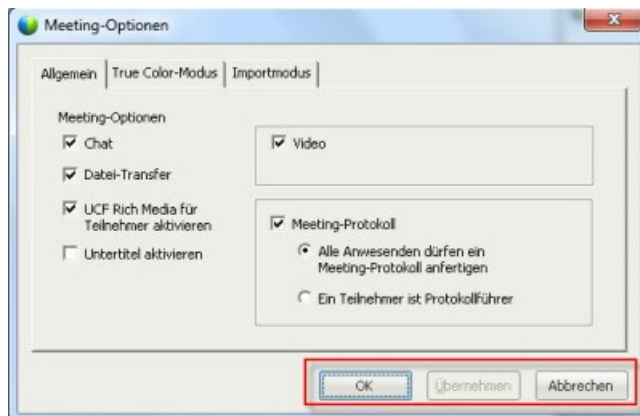 Meeting-Optionen
Allgemein True Color-Modus Importmodus
Meeting-Optionen
Chat
Datei-Transfer
UCF Rich Media für
Teilnehmer aktivieren
Untertitel aktivieren
Video
Meeting-Protokoll
Alle Anwesenden dürfen ein
Meeting-Protokoll anfertigen
Ein Teilnehmer ist Protokollführer
OK Übernehmen Abbrechen